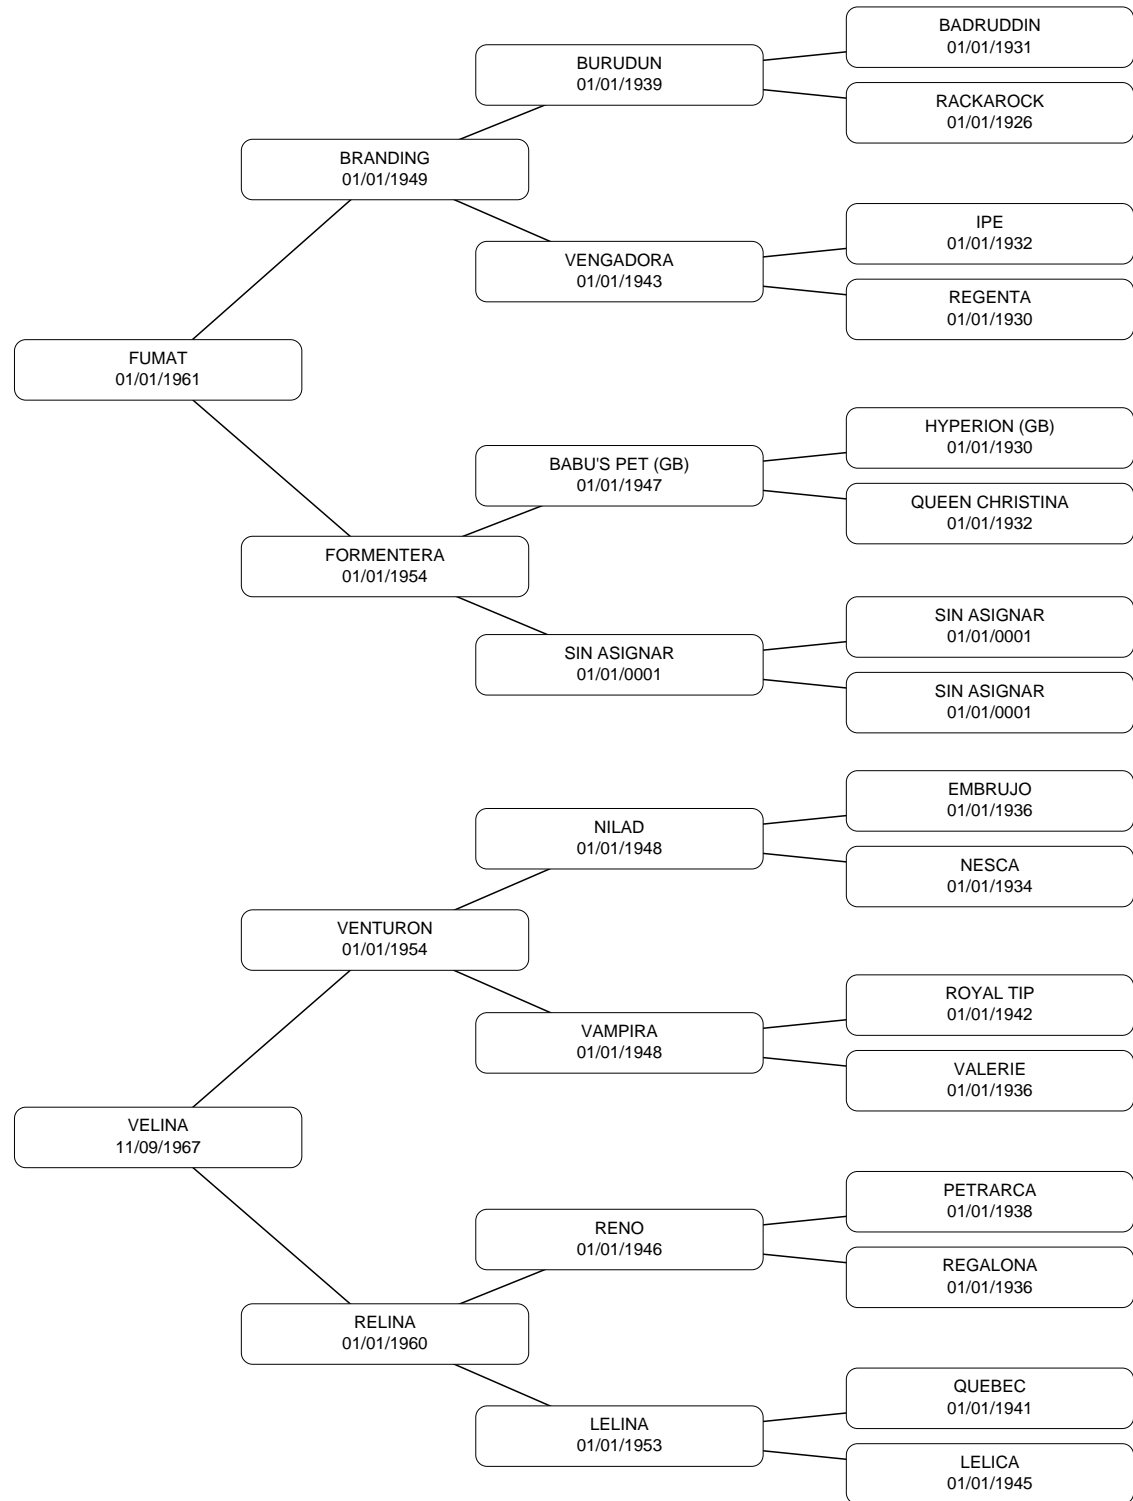 BADRUDDIN
01/01/1931
BURUDUN
01/01/1939
RACKAROCK
01/01/1926
BRANDING
01/01/1949
IPE
01/01/1932
VENGADORA
01/01/1943
REGENTA
01/01/1930
FUMAT
01/01/1961
HYPERION (GB)
01/01/1930
BABU'S PET (GB)
01/01/1947
QUEEN CHRISTINA
01/01/1932
FORMENTERA
01/01/1954
SIN ASIGNAR
01/01/0001
SIN ASIGNAR
01/01/0001
SIN ASIGNAR
01/01/0001
EMBRUJO
01/01/1936
NILAD
01/01/1948
NESCA
01/01/1934
VENTURON
01/01/1954
ROYAL TIP
01/01/1942
VAMPIRA
01/01/1948
VALERIE
01/01/1936
VELINA
11/09/1967
PETRARCA
01/01/1938
RENO
01/01/1946
REGALONA
01/01/1936
RELINA
01/01/1960
QUEBEC
01/01/1941
LELINA
01/01/1953
LELICA
01/01/1945